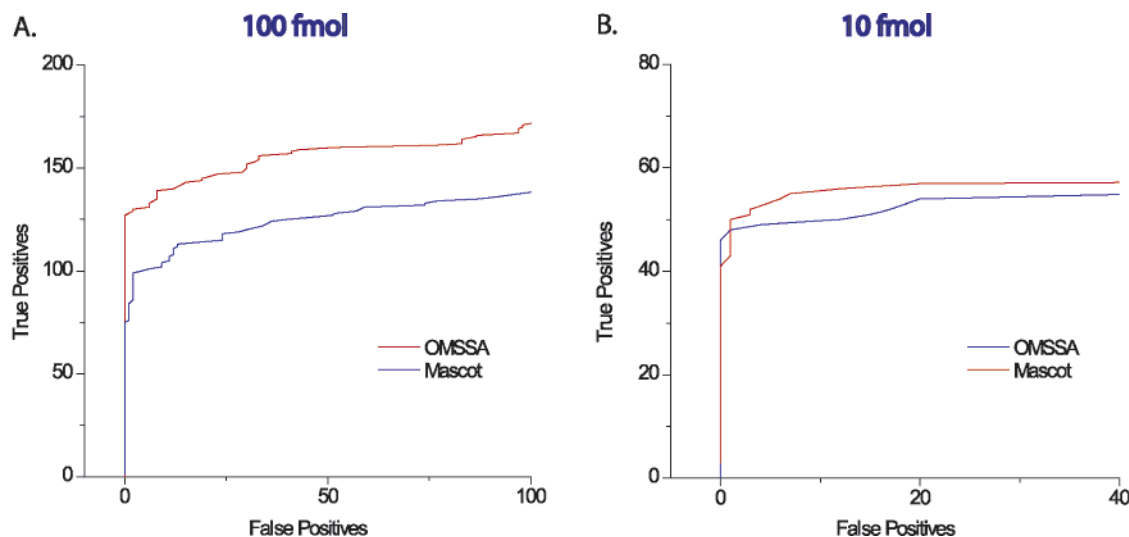 A.
100 fmol
200
150
100
50
0
True Positives
OMSSA
Mascot
0
50
100
False Positives
B.
10 fmol
80
60
40
20
0
True Positives
OMSSA
Mascot
0
20
40
False Positives